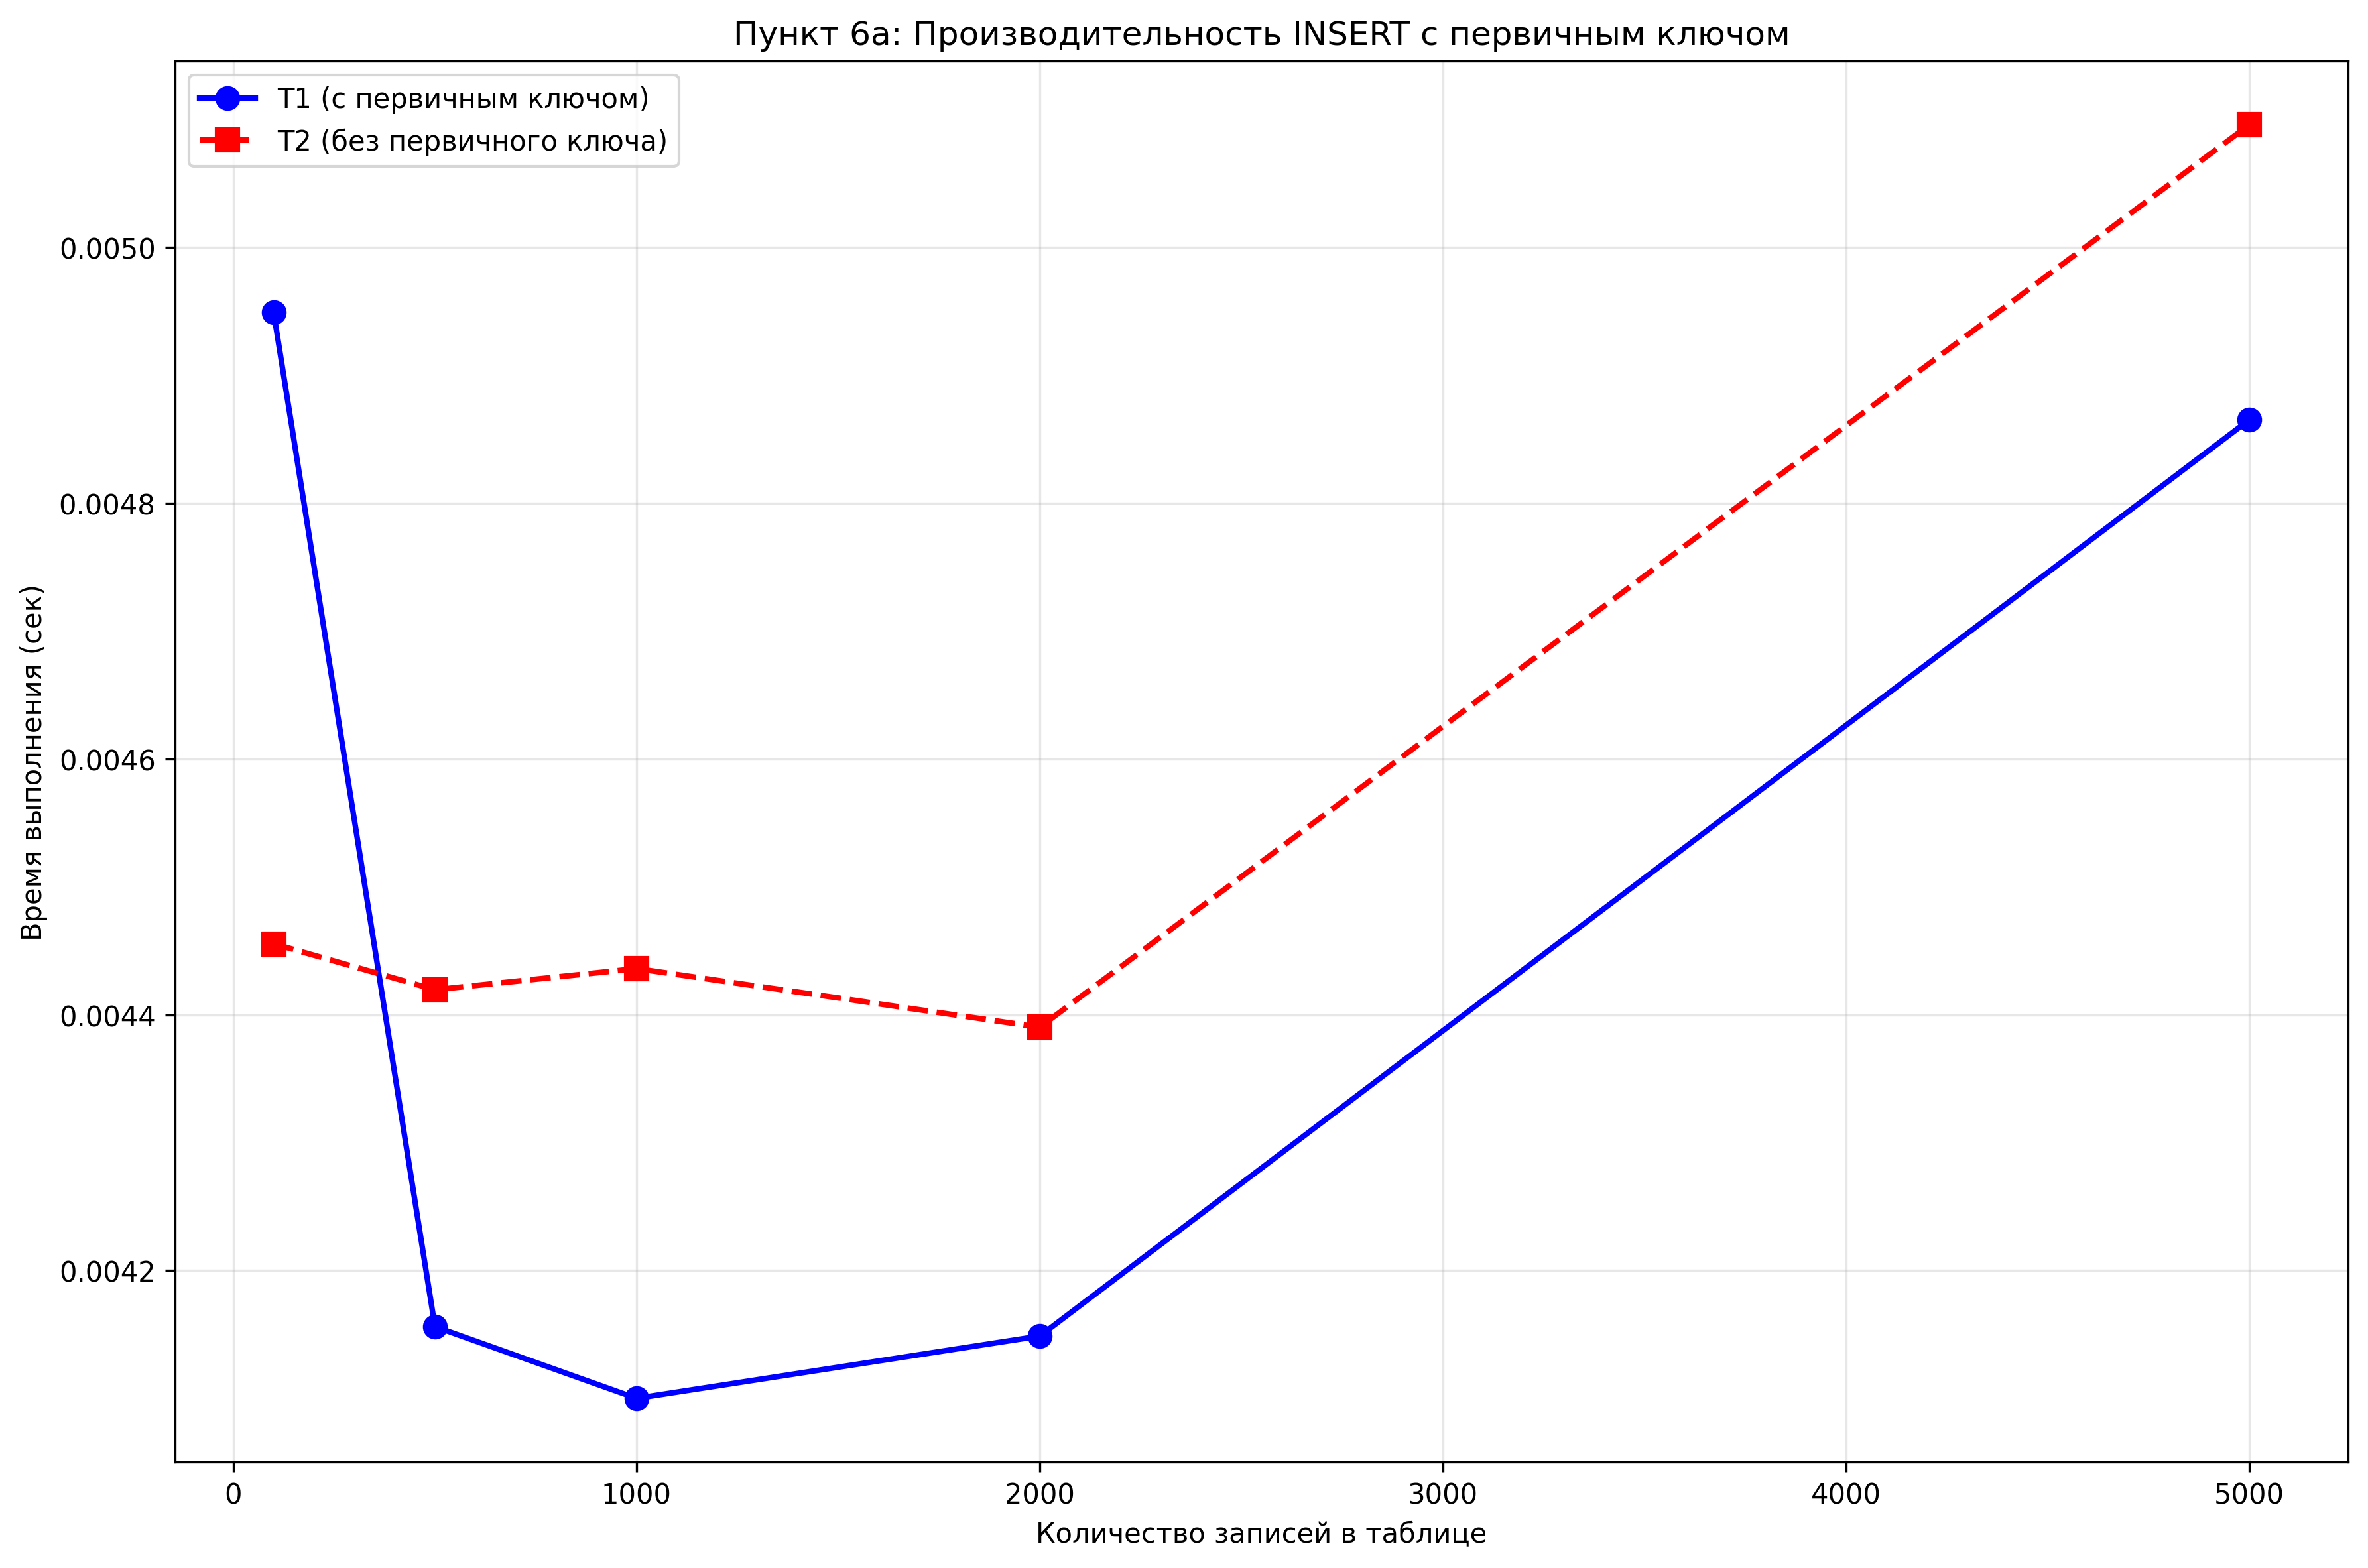 Пункт 6a: Производительность INSERT с первичным ключом
T1 (с первичным ключом)
T2 (без первичного ключа)
0.0050
0.0048
0.0046
0.0044
0.0042
Время выполнения (сек)
0 1000 2000 3000 4000 5000
Количество записей в таблице